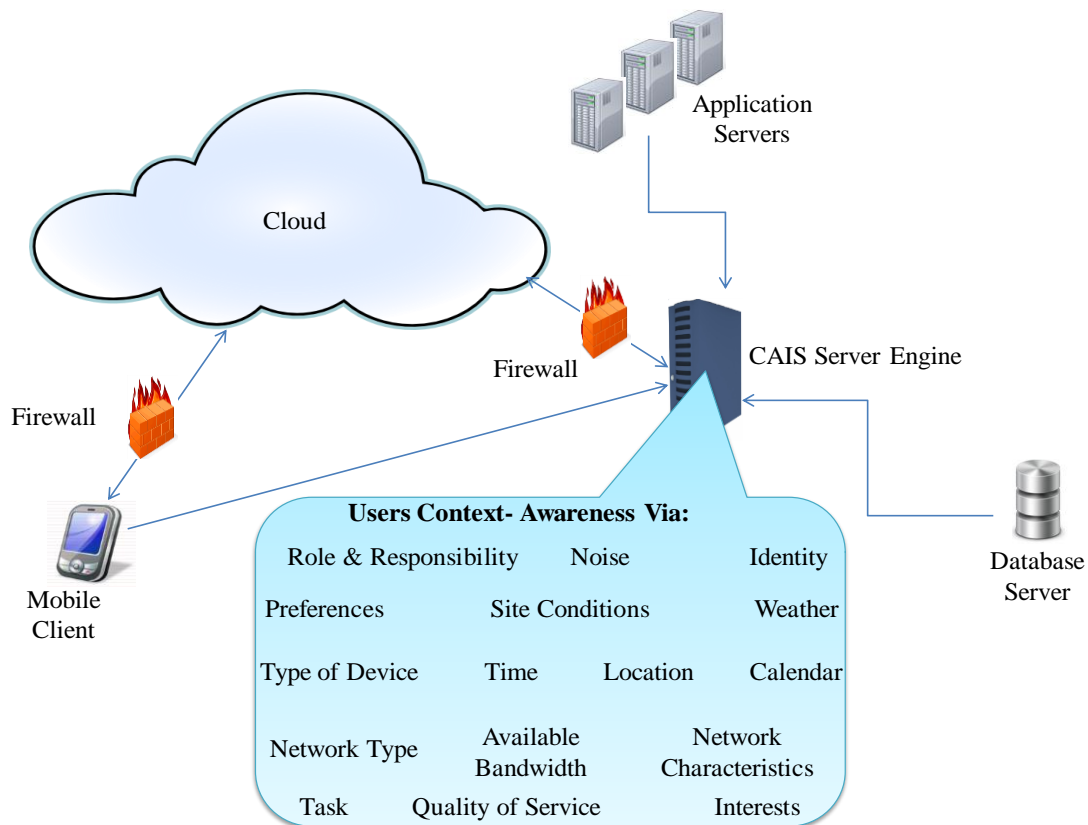 Application
Servers
Cloud
CAIS Server Engine
Firewall
Firewall
Mobile
Client
Database
Server
Users Context- Awareness Via:
Role & Responsibility Noise Identity
Preferences Site Conditions Weather
Type of Device Time Location Calendar
Network Type
Available
Bandwidth
Network
Characteristics
Task Quality of Service Interests